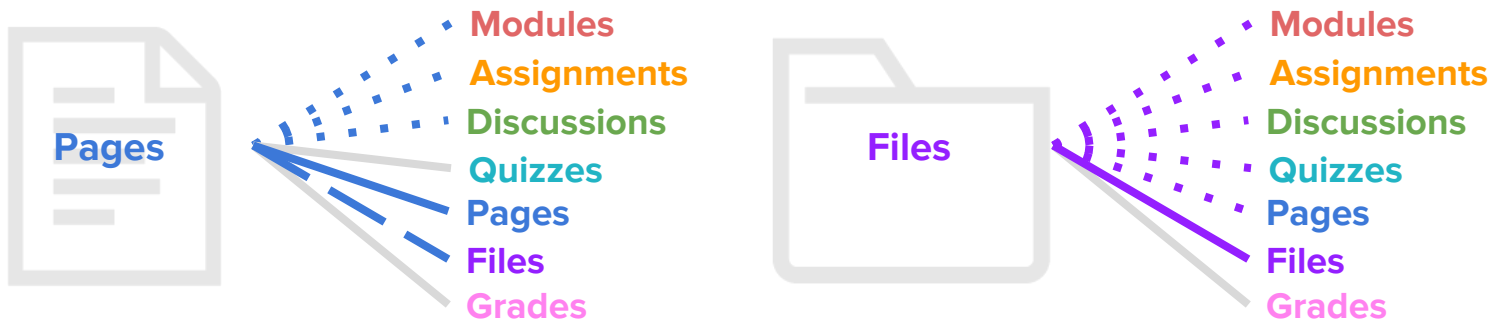 Pages
Modules
Assignments
Discussions
Quizzes
Pages
Files
Grades
Files
Modules
Assignments
Discussions
Quizzes
Pages
Files
Grades